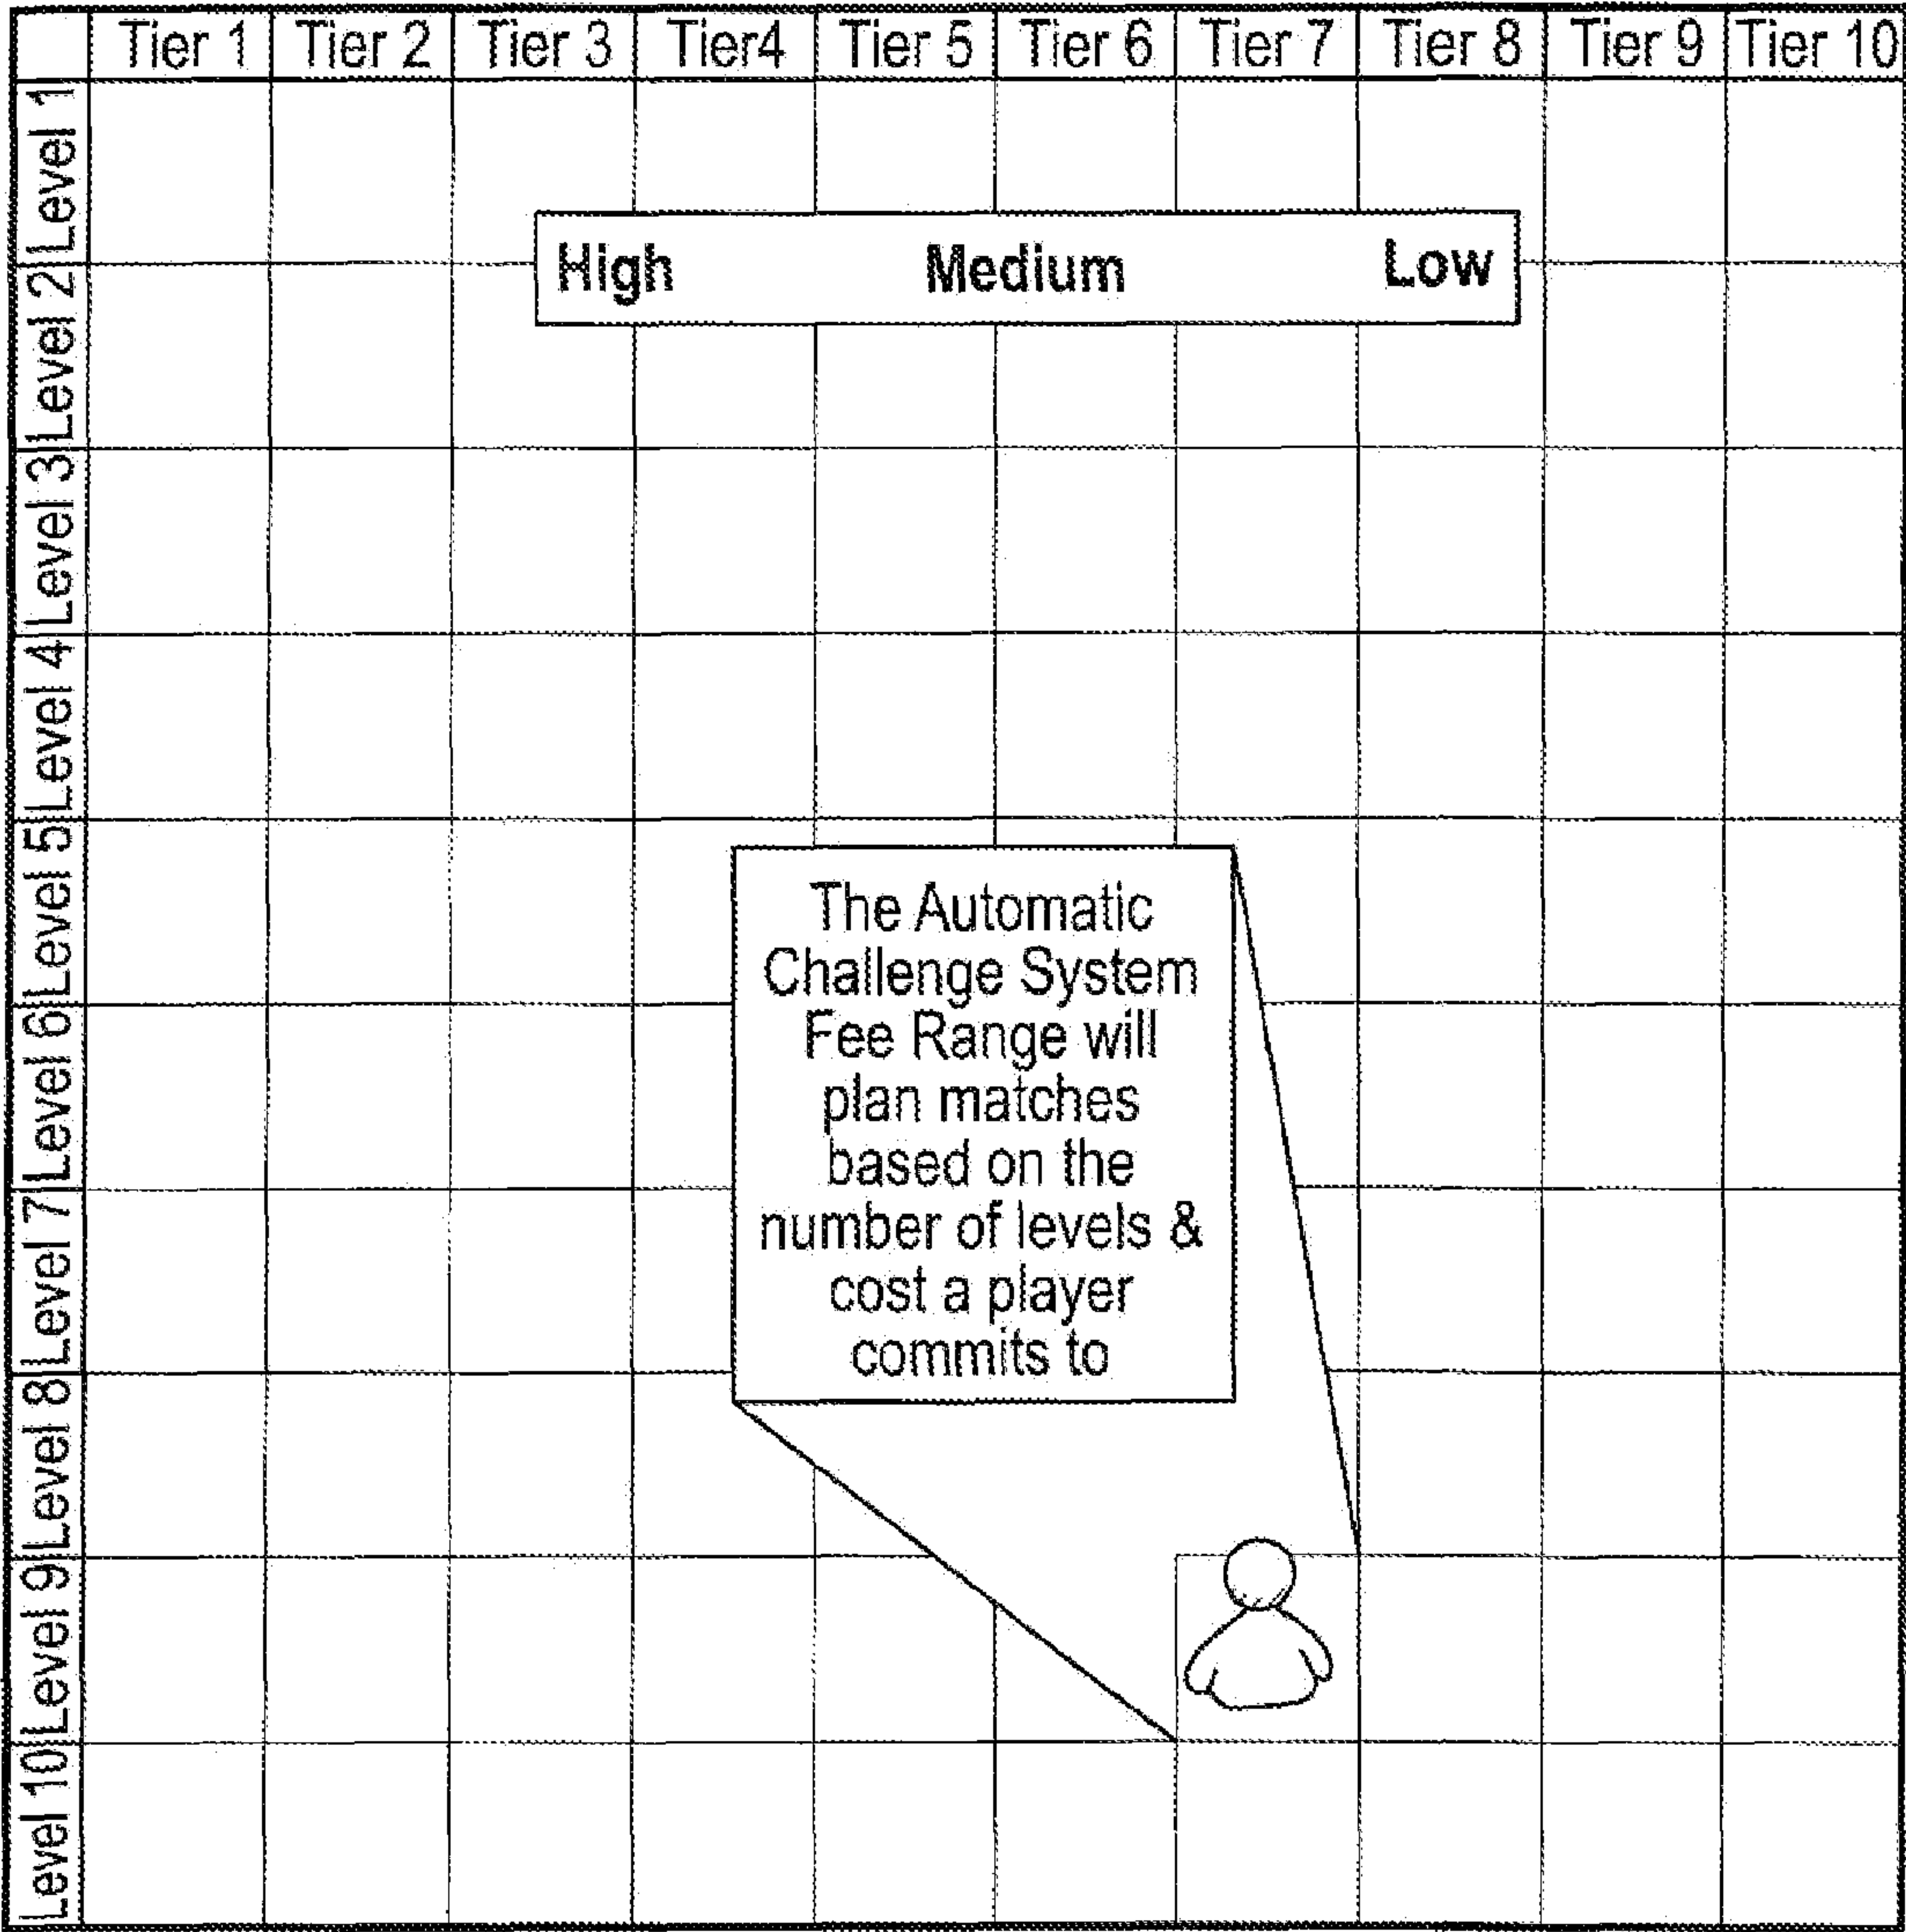 Tier 1 Tier 2 Tier 3 Tier4 Tier 5 Tier 6 Tier 7 Tier 8 Tier 9 Tier 10
Level 1
Level 2
Level 3
Level 4
Level 5
Level 6
Level 7
Level 8
Level 9
Level 10
High Medium Low
The Automatic
Challenge System
Fee Range will
plan matches
based on the
number of levels &
cost a player
commits to